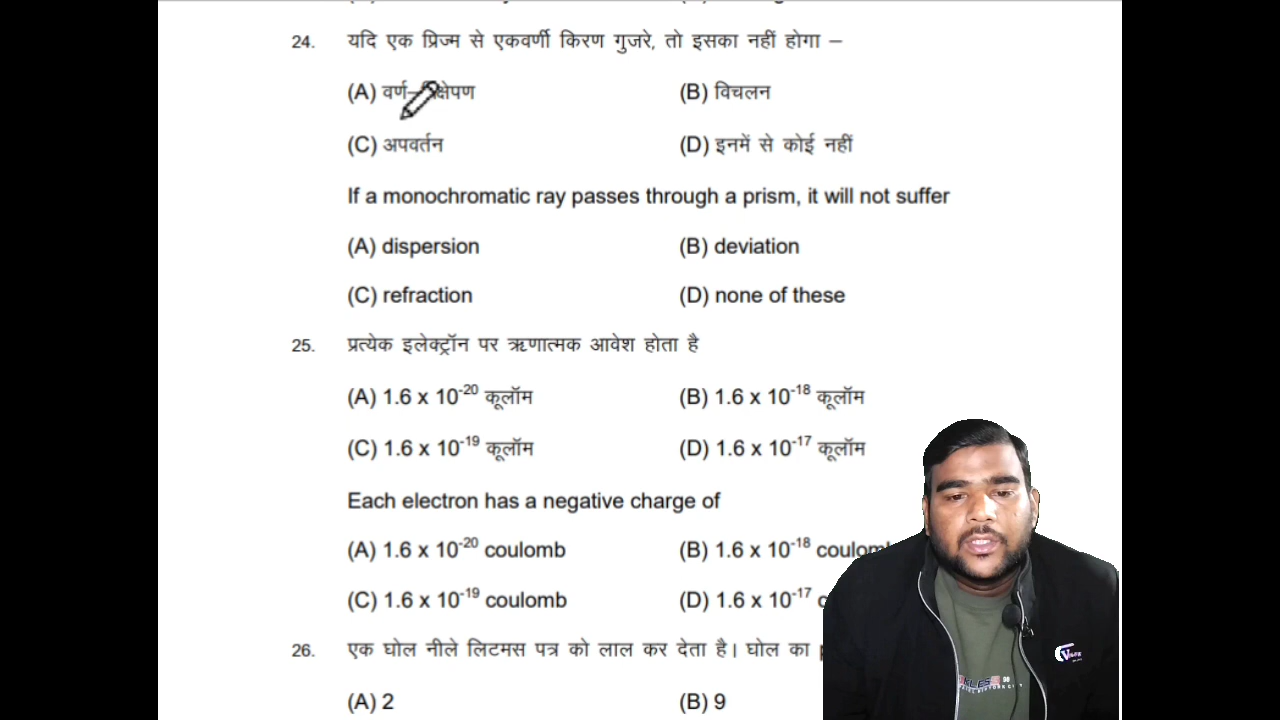 24. यदि एक प्रिज्म से एकवर्णी किरण गुजरे, तो इसका नहीं होगा –
(A) (B) विचलन
(C) अपवर्तन (D) इनमें से कोई नहीं
If a monochromatic ray passes through a prism, it will not suffer
(A) dispersion (B) deviation
(C) refraction (D) none of these
25. प्रत्येक इलेक्ट्रॉन पर ऋणात्मक आवेश होता है
(A) 1.6 x 10⁻²⁰ कूलॉम (B) 1.6 x 10⁻¹⁸ कूलॉम
(C) 1.6 x 10⁻¹⁹ कूलॉम (D) 1.6 x 10⁻¹⁷ कूलॉम
Each electron has a negative charge of
(A) 1.6 x 10⁻²⁰ coulomb (B) 1.6 x 10⁻¹⁸
(C) 1.6 x 10⁻¹⁹ coulomb (D) 1.6 x 10⁻¹⁷
26. एक घोल नीले लिटमस पत्र को लाल कर देता है। घोल का
(A) 2 (B) 9